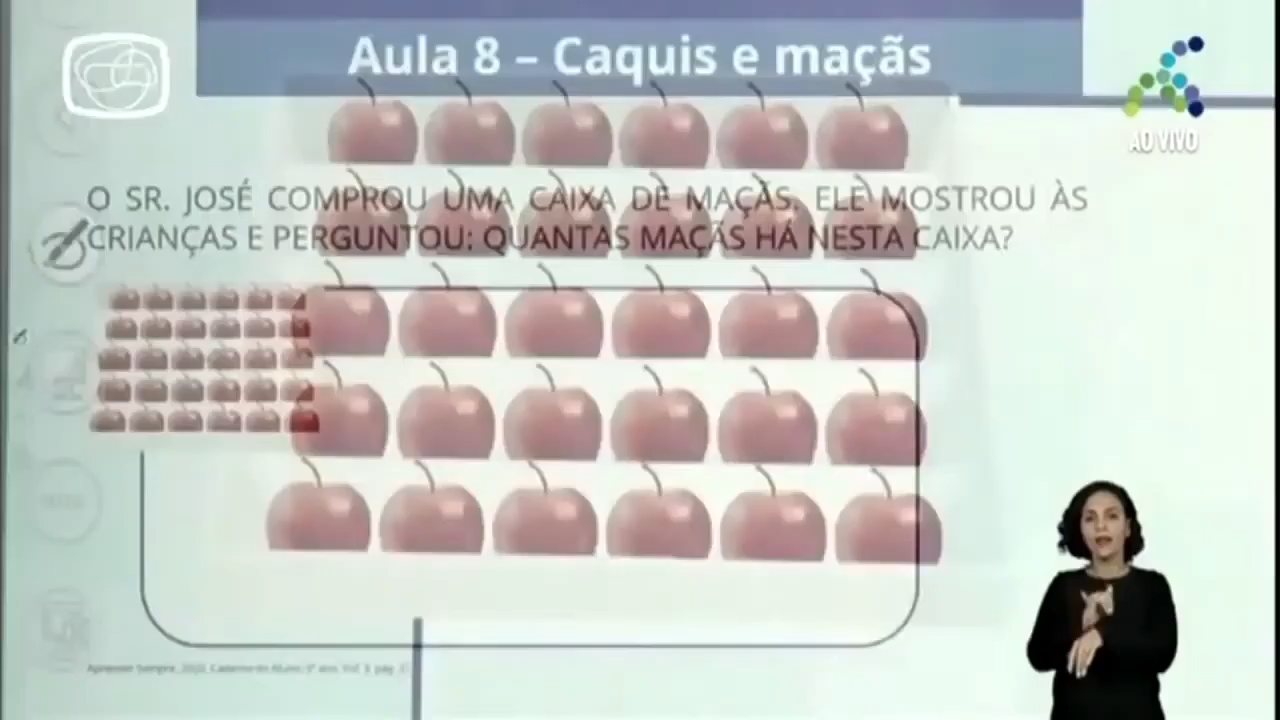 Aula 8 – Caquis e maçãs
AO VIVO
O SR. JOSÉ COMPROU UMA CAIXA DE MAÇÃS. ELE MOSTROU ÀS
CRIANÇAS E PERGUNTOU: QUANTAS MAÇÃS HÁ NESTA CAIXA?